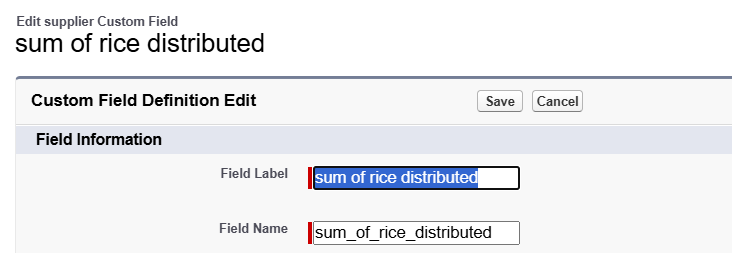 Edit supplier Custom Field
sum of rice distributed
Custom Field Definition Edit Save Cancel
Field Information
Field Label sum of rice distributed
Field Name sum_of_rice_distributed